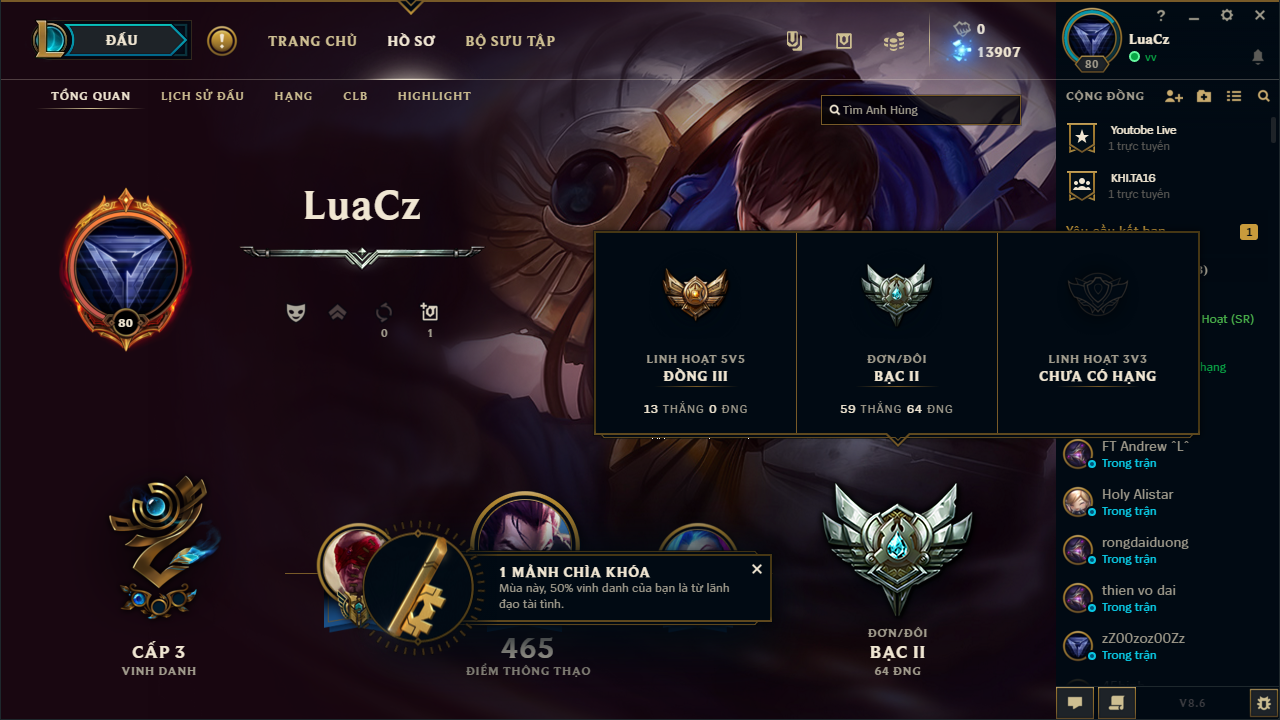 ĐẤU
TRANG CHỦ
HỒ SƠ
BỘ SƯU TẬP
0
13907
?
LuaCz
vv
80
TỔNG QUAN
LỊCH SỬ ĐẤU
HẠNG
CLB
HIGHLIGHT
Tìm Anh Hùng
CỘNG ĐỒNG
Youtobe Live
1 trực tuyến
KHI.TA16
1 trực tuyến
1
LuaCz
80
0
1
LINH HOẠT 5V5
ĐỒNG III
13 THẮNG 0 ĐNG
ĐƠN/ĐÔI
BẠC II
59 THẮNG 64 ĐNG
LINH HOẠT 3V3
CHƯA CÓ HẠNG
Hoạt (SR)
hạng
FT Andrew ˆLˆ
Trong trận
Holy Alistar
Trong trận
rongdaiduong
Trong trận
thien vo dai
Trong trận
zZ00zoz00Zz
Trong trận
1 MẢNH CHÌA KHÓA
Mùa này, 50% vinh danh của bạn là từ lãnh
đạo tài tình.
CẤP 3
VINH DANH
465
ĐIỂM THÔNG THẠO
ĐƠN/ĐÔI
BẠC II
64 ĐNG
V8.6